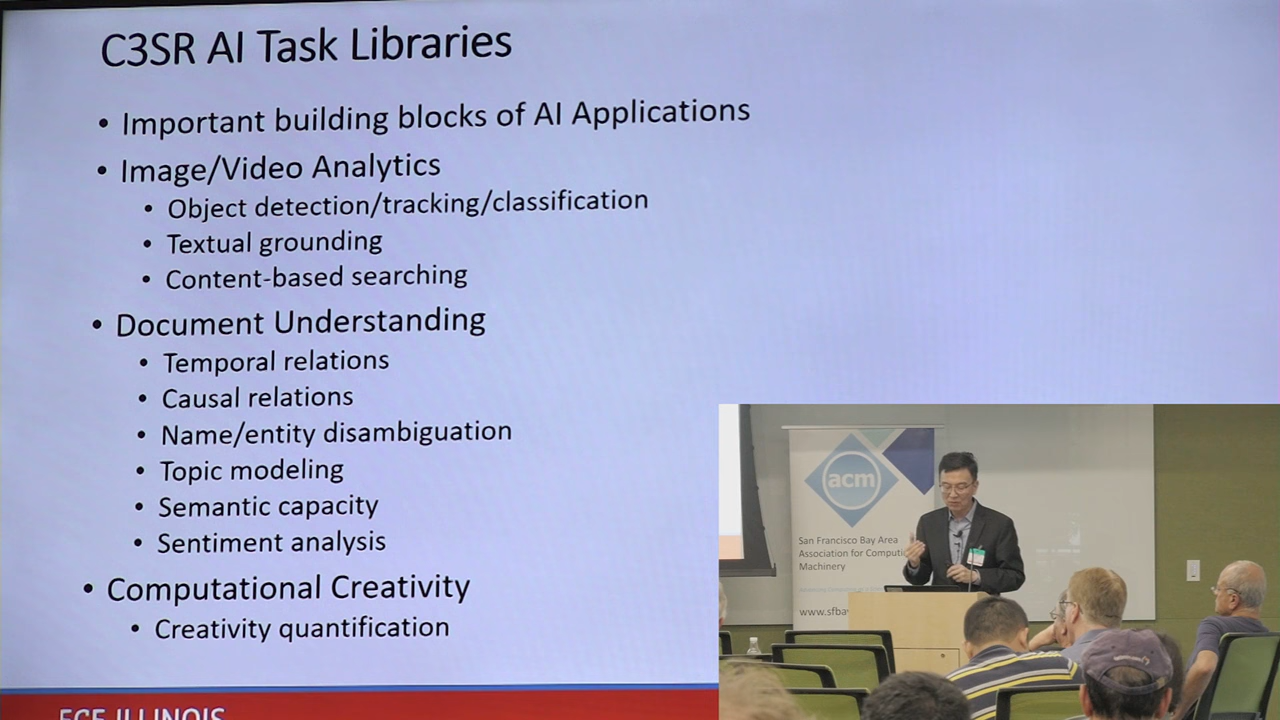 C3SR AI Task Libraries
• Important building blocks of AI Applications
• Image/Video Analytics
• Object detection/tracking/classification
• Textual grounding
• Content-based searching
• Document Understanding
• Temporal relations
• Causal relations
• Name/entity disambiguation
• Topic modeling
• Semantic capacity
• Sentiment analysis
• Computational Creativity
• Creativity quantification
ECE ILLINOIS
acm
San Francisco Bay Area
Association for Computi
Machinery
www.sfba